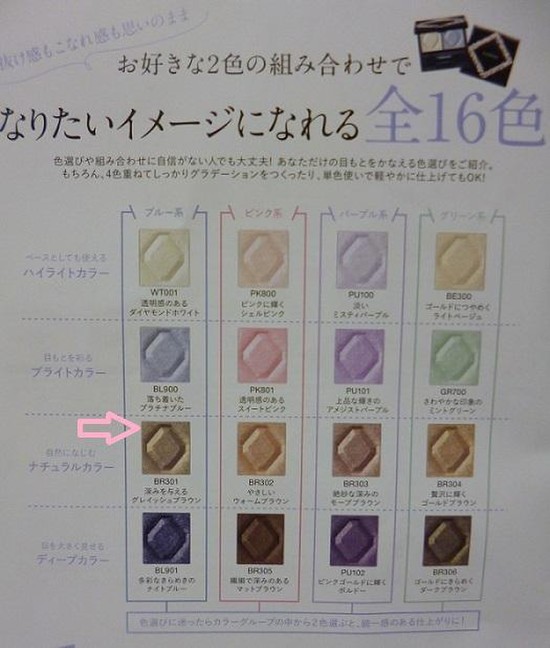 抜け感もこなれ感も思いのまま
お好きな2色の組み合わせで
なりたいイメージになれる全16色
色選びや組み合わせに自信がない人でも大丈夫! あなただけの目もとをかなえる色選びをご紹介。
もちろん、4色重ねてしっかりグラデーションをつくったり、単色使いで軽やかに仕上げてもOK!
ブルー系 ピンク系 パープル系 グリーン系
ベースとしても使える
ハイライトカラー
WT001 PK800 PU100 BE300
透明感のある ピンクに輝く 淡い ゴールドにつやめく
ダイヤモンドホワイト シェルピンク ミスティパープル ライトベージュ
目もとを彩る
ブライトカラー
BL900 PK801 PU101 GR700
落ち着いた 透明感のある 上品な輝きの さわやかな印象の
プラチナブルー スイートピンク アメジストパープル ミントグリーン
自然になじむ
ナチュラルカラー
BR301 BR302 BR303 BR304
深みを与える やさしい 絶妙な深みの 贅沢に輝く
グレイッシュブラウン ウォームブラウン モーブブラウン ゴールドブラウン
目を大きく見せる
ディープカラー
BL901 BR305 PU102 BR306
多彩なきらめきの 繊細で深みのある ピンクゴールドに輝く ゴールドにきらめく
ナイトブルー マットブラウン ボルドー ダークブラウン
色選びに迷ったらカラーグループの中から2色選ぶと、統一感のある仕上がりに!